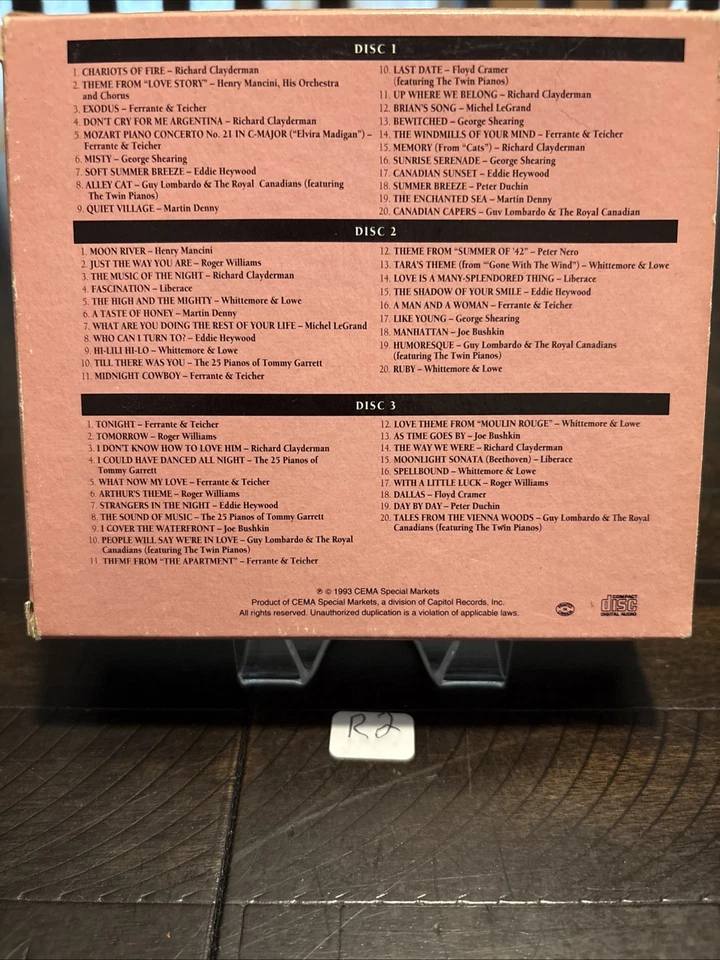 DISC 1
1. CHARIOTS OF FIRE – Richard Clayderman
2. THEME FROM "LOVE STORY" – Henry Mancini, His Orchestra
and Chorus
3. EXODUS – Ferrante & Teicher
4. DON'T CRY FOR ME ARGENTINA – Richard Clayderman
5. MOZART PIANO CONCERTO No. 21 IN C-MAJOR ("Elvira Madigan") –
Ferrante & Teicher
6. MISTY – George Shearing
7. SOFT SUMMER BREEZE – Eddie Heywood
8. ALLEY CAT – Guy Lombardo & The Royal Canadians (featuring
The Twin Pianos)
9. QUIET VILLAGE – Martin Denny
10. LAST DATE – Floyd Cramer
(featuring The Twin Pianos)
11. UP WHERE WE BELONG – Richard Clayderman
12. BRIAN'S SONG – Michel LeGrand
13. BEWITCHED – George Shearing
14. THE WINDMILLS OF YOUR MIND – Ferrante & Teicher
15. MEMORY (From "Cats") – Richard Clayderman
16. SUNRISE SERENADE – George Shearing
17. CANADIAN SUNSET – Eddie Heywood
18. SUMMER BREEZE – Peter Duchin
19. THE ENCHANTED SEA – Martin Denny
20. CANADIAN CAPERS – Guy Lombardo & The Royal Canadian
DISC 2
1. MOON RIVER – Henry Mancini
2. JUST THE WAY YOU ARE – Roger Williams
3. THE MUSIC OF THE NIGHT – Richard Clayderman
4. FASCINATION – Liberace
5. THE HIGH AND THE MIGHTY – Whittemore & Lowe
6. A TASTE OF HONEY – Martin Denny
7. WHAT ARE YOU DOING THE REST OF YOUR LIFE – Michel LeGrand
8. WHO CAN I TURN TO? – Eddie Heywood
9. HI-LILI HI-LO – Whittemore & Lowe
10. TILL THERE WAS YOU – The 25 Pianos of Tommy Garrett
11. MIDNIGHT COWBOY – Ferrante & Teicher
12. THEME FROM "SUMMER OF '42" – Peter Nero
13. TARA'S THEME (from "Gone With The Wind") – Whittemore & Lowe
14. LOVE IS A MANY-SPLENDORED THING – Liberace
15. THE SHADOW OF YOUR SMILE – Eddie Heywood
16. A MAN AND A WOMAN – Ferrante & Teicher
17. LIKE YOUNG – George Shearing
18. MANHATTAN – Joe Bushkin
19. HUMORESQUE – Guy Lombardo & The Royal Canadians
(featuring The Twin Pianos)
20. RUBY – Whittemore & Lowe
DISC 3
1. TONIGHT – Ferrante & Teicher
2. TOMORROW – Roger Williams
3. I DON'T KNOW HOW TO LOVE HIM – Richard Clayderman
4. I COULD HAVE DANCED ALL NIGHT – The 25 Pianos of
Tommy Garrett
5. WHAT NOW MY LOVE – Ferrante & Teicher
6. ARTHUR'S THEME – Roger Williams
7. STRANGERS IN THE NIGHT – Eddie Heywood
8. THE SOUND OF MUSIC – The 25 Pianos of Tommy Garrett
9. I COVER THE WATERFRONT – Joe Bushkin
10. PEOPLE WILL SAY WE'RE IN LOVE – Guy Lombardo & The Royal
Canadians (featuring The Twin Pianos)
11. THEME FROM "THE APARTMENT" – Ferrante & Teicher
12. LOVE THEME FROM "MOULIN ROUGE" – Whittemore & Lowe
13. AS TIME GOES BY – Joe Bushkin
14. THE WAY WE WERE – Richard Clayderman
15. MOONLIGHT SONATA (Beethoven) – Liberace
16. SPELLBOUND – Whittemore & Lowe
17. WITH A LITTLE LUCK – Roger Williams
18. DALLAS – Floyd Cramer
19. DAY BY DAY – Peter Duchin
20. TALES FROM THE VIENNA WOODS – Guy Lombardo & The Royal
Canadians (featuring The Twin Pianos)
℗ © 1993 CEMA Special Markets
Product of CEMA Special Markets, a division of Capitol Records, Inc.
All rights reserved. Unauthorized duplication is a violation of applicable laws.
COMPACT
disc
DIGITAL AUDIO
R2